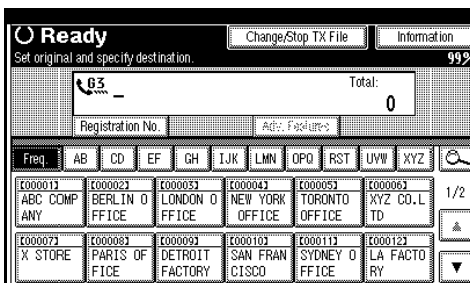 Ready
Change/Stop TX File
Information
Set original and specify destination.
99%
G3 _
Total:
0
Registration No.
Adv. Features
Freq. AB CD EF GH IJK LMN OPQ RST UVW XYZ
[00001] [00002] [00003] [00004] [00005] [00006]
ABC COMP BERLIN O LONDON O NEW YORK TORONTO XYZ CO.L
ANY FFICE FFICE OFFICE OFFICE TD
1/2
[00007] [00008] [00009] [00010] [00011] [00012]
X STORE PARIS OF DETROIT SAN FRAN SYDNEY O LA FACTO
FICE FACTORY CISCO FFICE RY